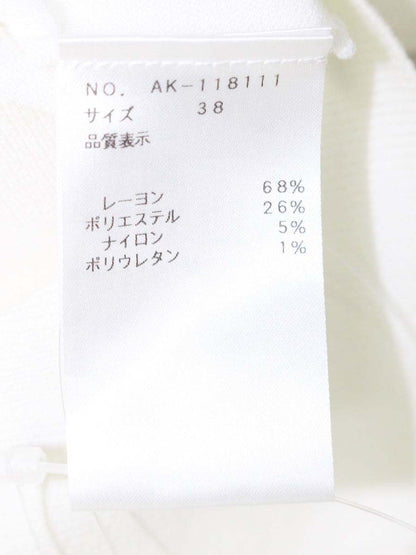 NO. AK-118111
サイズ 38
品質表示
レーヨン 68%
ポリエステル 26%
ナイロン 5%
ポリウレタン 1%